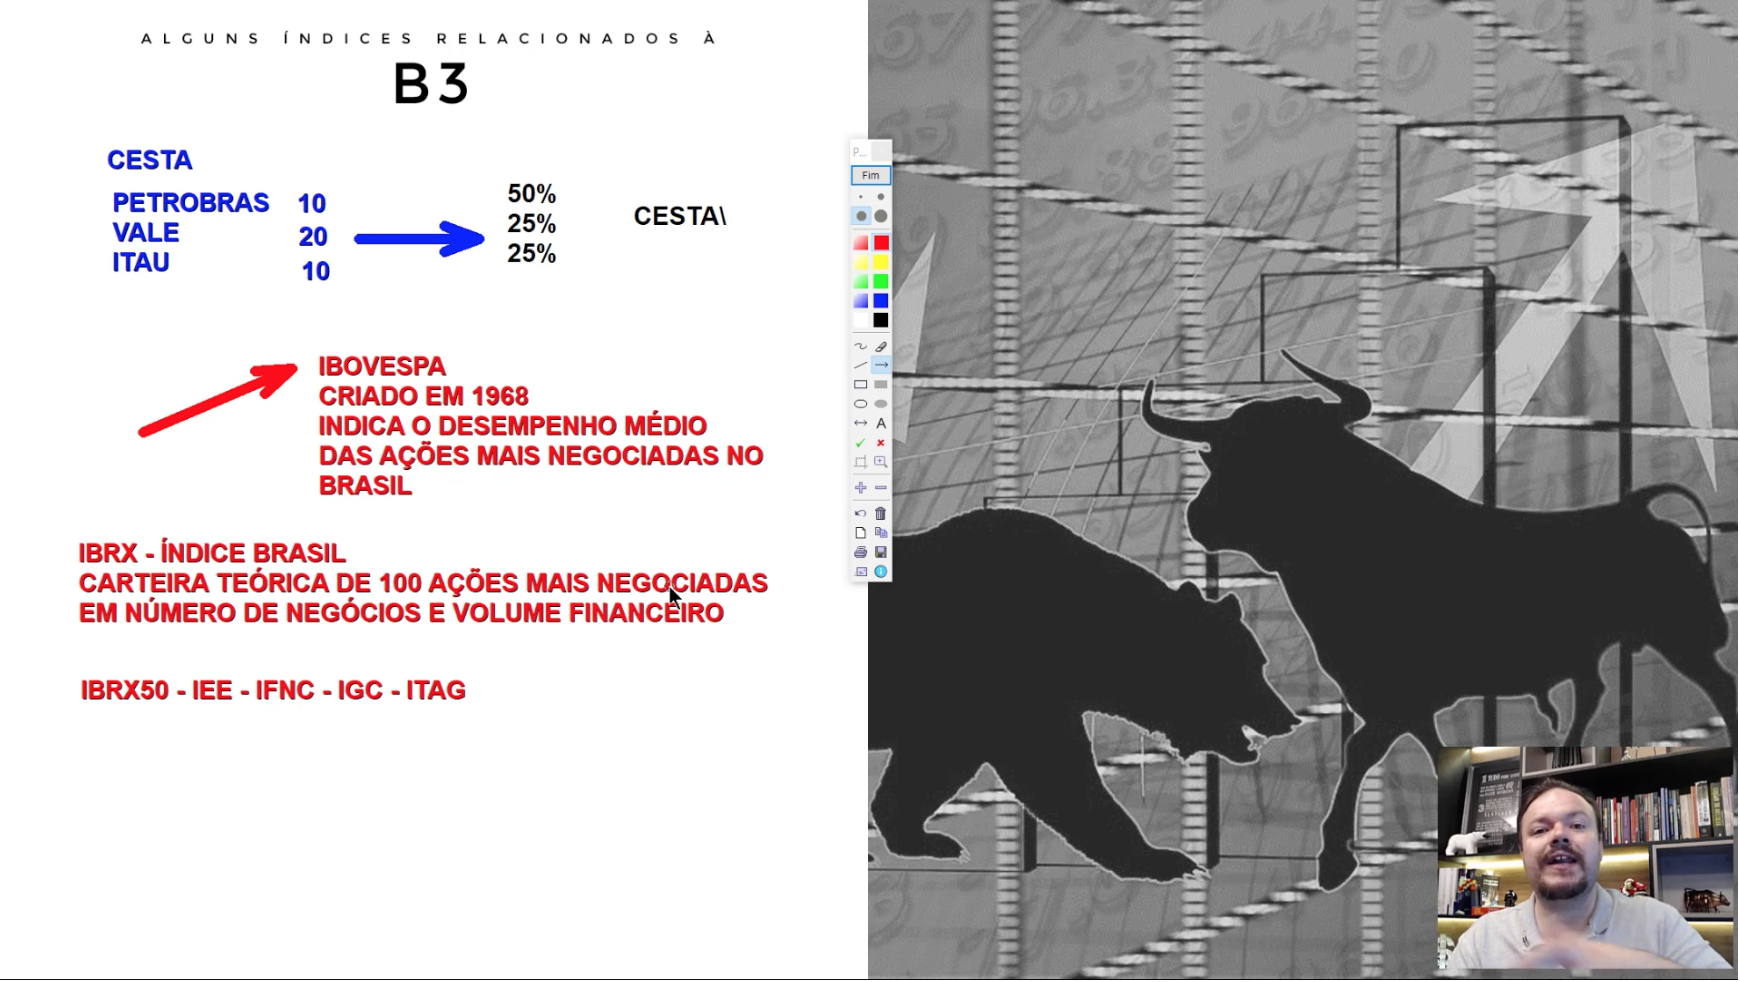 ALGUNS ÍNDICES RELACIONADOS À
B3
CESTA
PETROBRAS 10
VALE 20
ITAU 10
50%
25%
25%
CESTA\
IBOVESPA
CRIADO EM 1968
INDICA O DESEMPENHO MÉDIO
DAS AÇÕES MAIS NEGOCIADAS NO
BRASIL
IBRX - ÍNDICE BRASIL
CARTEIRA TEÓRICA DE 100 AÇÕES MAIS NEGOCIADAS
EM NÚMERO DE NEGÓCIOS E VOLUME FINANCEIRO
IBRX50 - IEE - IFNC - IGC - ITAG
P...
Fim
A